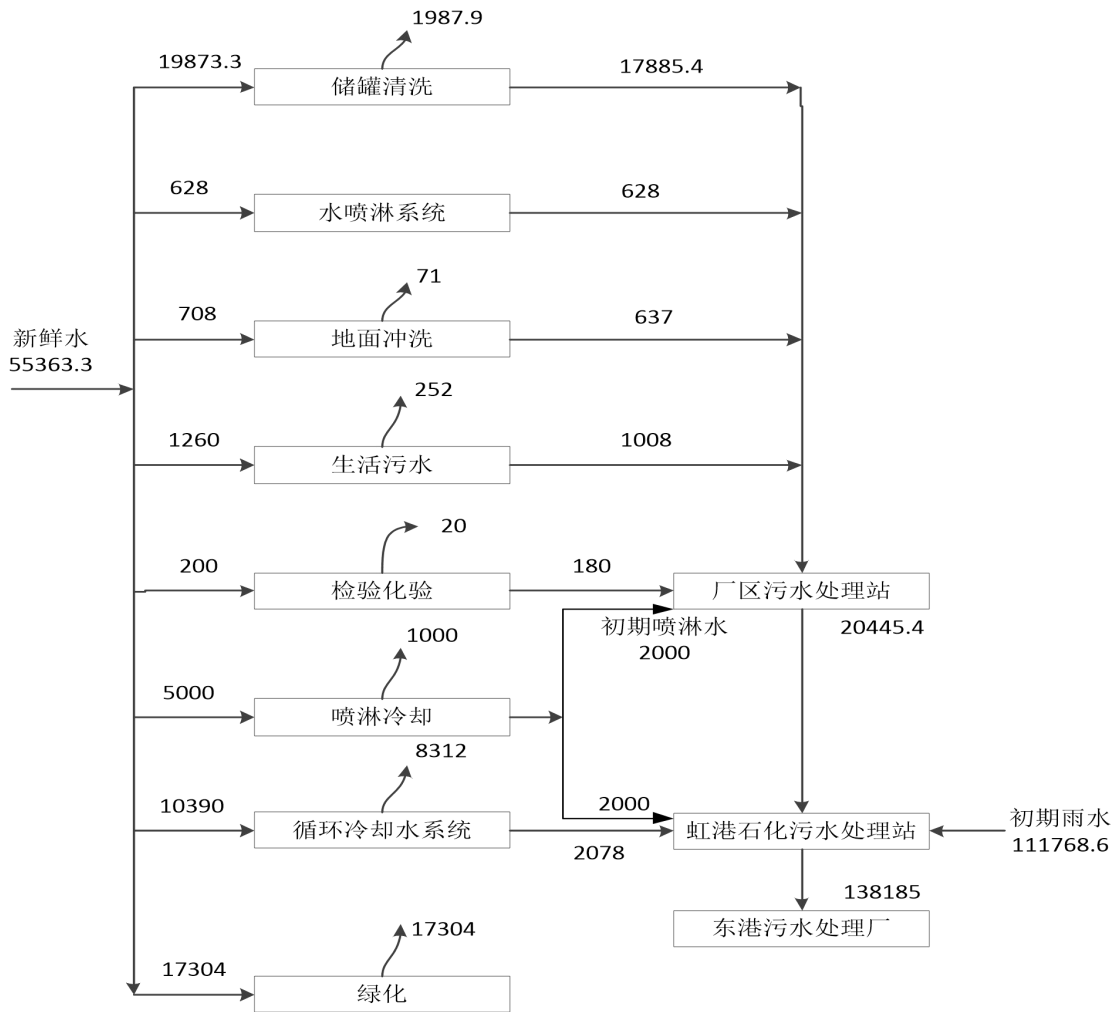 1987.9
19873.3
储罐清洗
17885.4
628
水喷淋系统
628
71
708
地面冲洗
637
新鲜水
55363.3
252
1260
生活污水
1008
20
200
检验化验
180
厂区污水处理站
20445.4
初期喷淋水
2000
1000
5000
喷淋冷却
8312
10390
循环冷却水系统
2000
2078
虹港石化污水处理站
初期雨水
111768.6
138185
东港污水处理厂
17304
17304
绿化